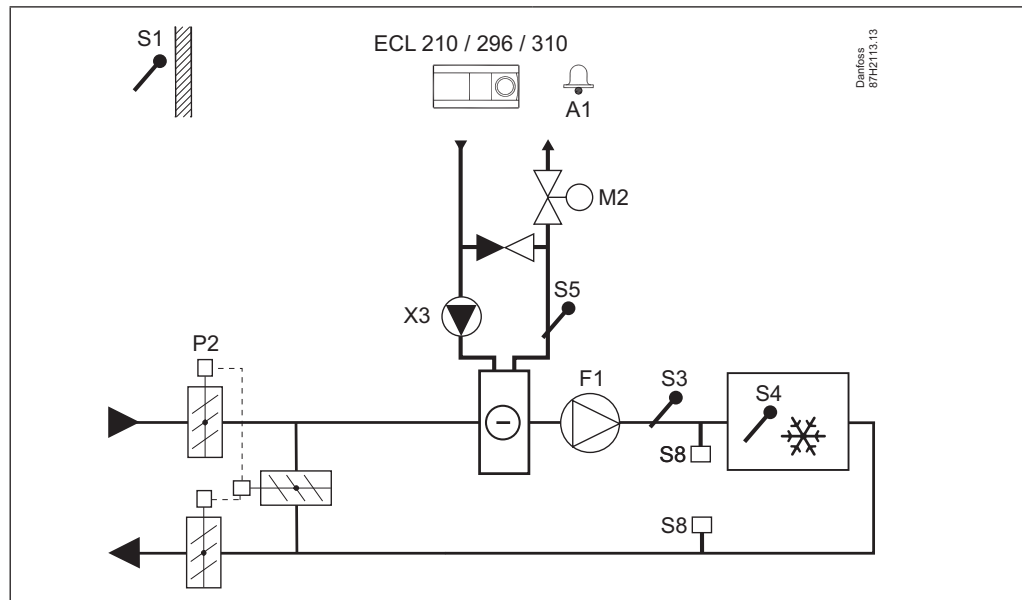 S1
ECL 210 / 296 / 310
A1
Danfoss
87H2113.13
M2
S5
X3
P2
F1
S3
S4
S8
S8